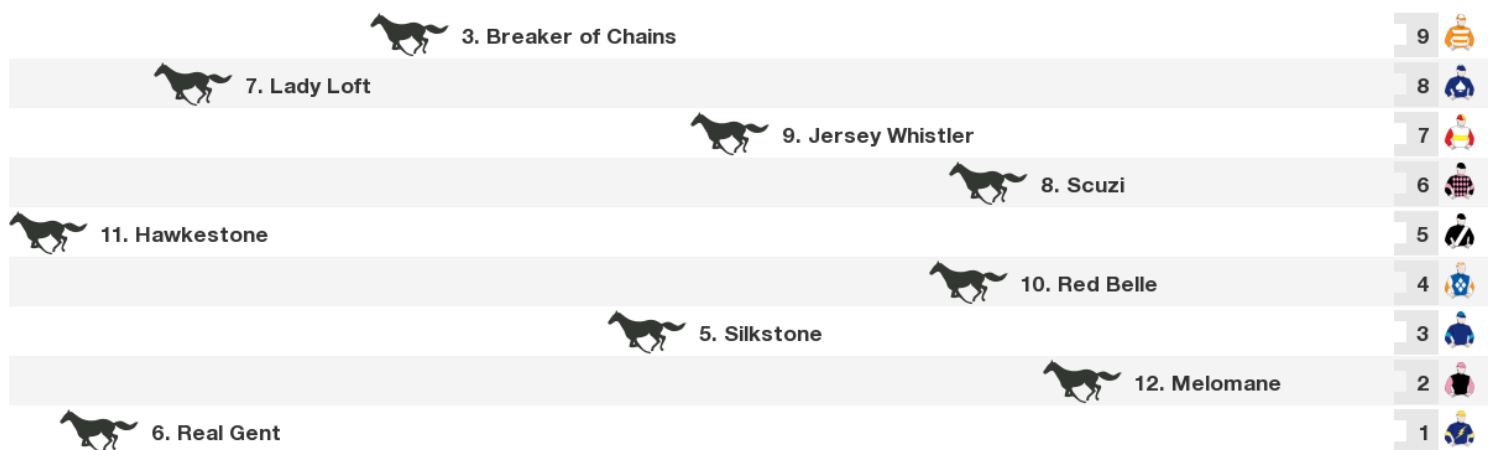 3. Breaker of Chains 9
7. Lady Loft 8
9. Jersey Whistler 7
8. Scuzi 6
11. Hawkestone 5
10. Red Belle 4
5. Silkstone 3
12. Melomane 2
6. Real Gent 1